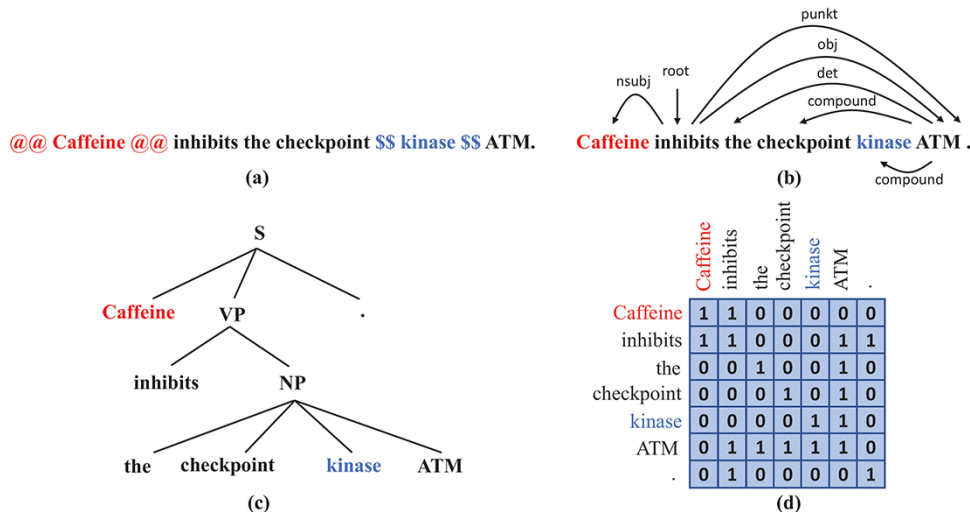 @@ Caffeine @@ inhibits the checkpoint $$ kinase $$ ATM.
(a)
punkt
obj
det
compound
root
nsubj
Caffeine inhibits the checkpoint kinase ATM .
compound
(b)
S
Caffeine VP .
inhibits NP
the checkpoint kinase ATM
(c)
Caffeine inhibits the checkpoint kinase ATM .
Caffeine 1 1 0 0 0 0 0
inhibits 1 1 0 0 0 1 1
the 0 0 1 0 0 1 0
checkpoint 0 0 0 1 0 1 0
kinase 0 0 0 0 1 1 0
ATM 0 1 1 1 1 1 0
. 0 1 0 0 0 0 1
(d)